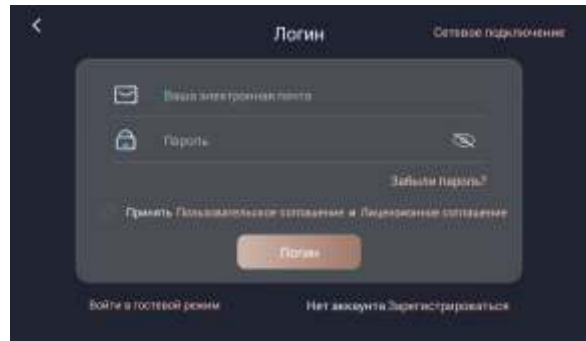 Логин
Сетевое подключение
Ваша электронная почта
Пароль
Забыли пароль?
Принять Пользовательское соглашение и Лицензионное соглашение
Логин
Войти в гостевой режим
Нет аккаунта Зарегистрироваться